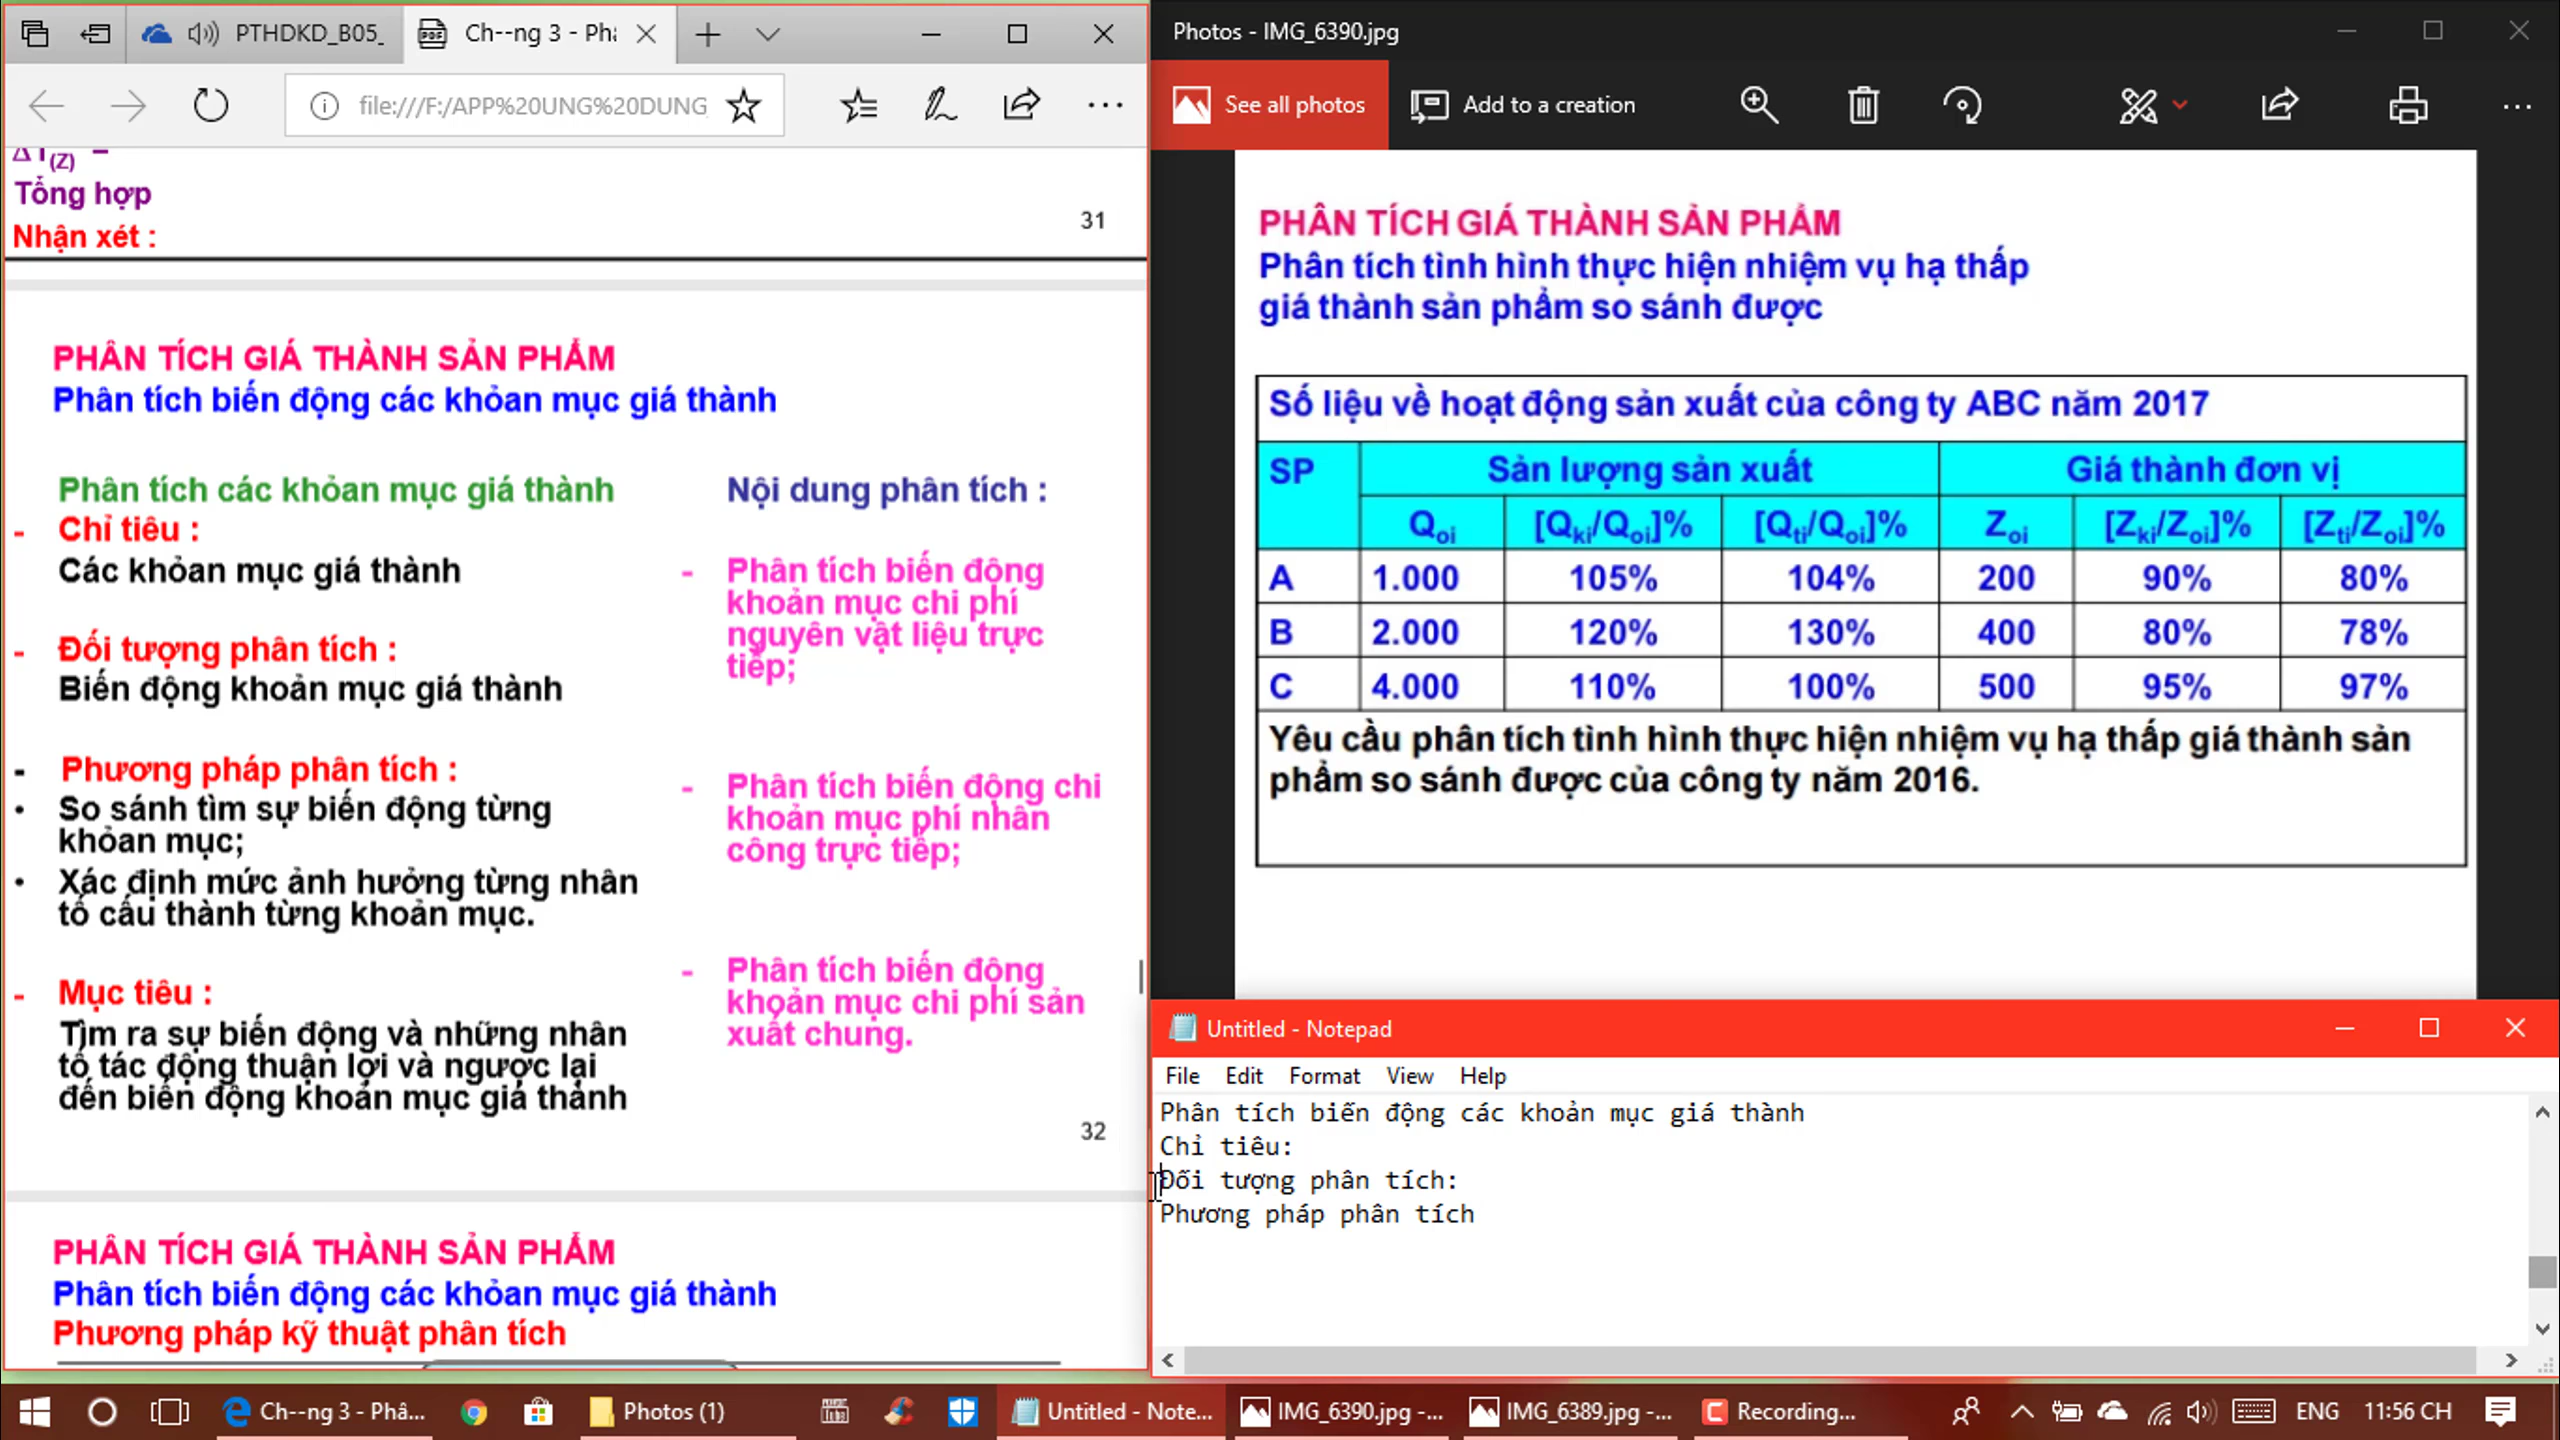 PTHDKD_B05_
Ch--ng 3 - Phâ
file:///F:/APP%20UNG%20DUNG
Tổng hợp
31
Nhận xét :
PHÂN TÍCH GIÁ THÀNH SẢN PHẨM
Phân tích biến động các khỏan mục giá thành
Phân tích các khỏan mục giá thành
- Chỉ tiêu :
Các khỏan mục giá thành
- Đối tượng phân tích :
Biến động khoản mục giá thành
- Phương pháp phân tích :
• So sánh tìm sự biến động từng
khỏan mục;
• Xác định mức ảnh hưởng từng nhân
tố cấu thành từng khoản mục.
- Mục tiêu :
Tìm ra sự biến động và những nhân
tố tác động thuận lợi và ngược lại
đến biến động khoản mục giá thành
Nội dung phân tích :
- Phân tích biến động
khoản mục chi phí
nguyên vật liệu trực
tiếp;
- Phân tích biến động chi
khoản mục phí nhân
công trực tiếp;
- Phân tích biến động
khoản mục chi phí sản
xuất chung.
32
PHÂN TÍCH GIÁ THÀNH SẢN PHẨM
Phân tích biến động các khỏan mục giá thành
Phương pháp kỹ thuật phân tích
Photos - IMG_6390.jpg
See all photos
Add to a creation
PHÂN TÍCH GIÁ THÀNH SẢN PHẨM
Phân tích tình hình thực hiện nhiệm vụ hạ thấp
giá thành sản phẩm so sánh được
Số liệu về hoạt động sản xuất của công ty ABC năm 2017
SP Sản lượng sản xuất Giá thành đơn vị
Qoi [Qki/Qoi]% [Qti/Qoi]% Zoi [Zki/Zoi]% [Zti/Zoi]%
A 1.000 105% 104% 200 90% 80%
B 2.000 120% 130% 400 80% 78%
C 4.000 110% 100% 500 95% 97%
Yêu cầu phân tích tình hình thực hiện nhiệm vụ hạ thấp giá thành sản
phẩm so sánh được của công ty năm 2016.
Untitled - Notepad
File Edit Format View Help
Phân tích biến động các khoản mục giá thành
Chỉ tiêu:
Đối tượng phân tích:
Phương pháp phân tích
Ch--ng 3 - Phâ...
Photos (1)
Untitled - Note...
IMG_6390.jpg -...
IMG_6389.jpg -...
Recording...
ENG
11:56 CH